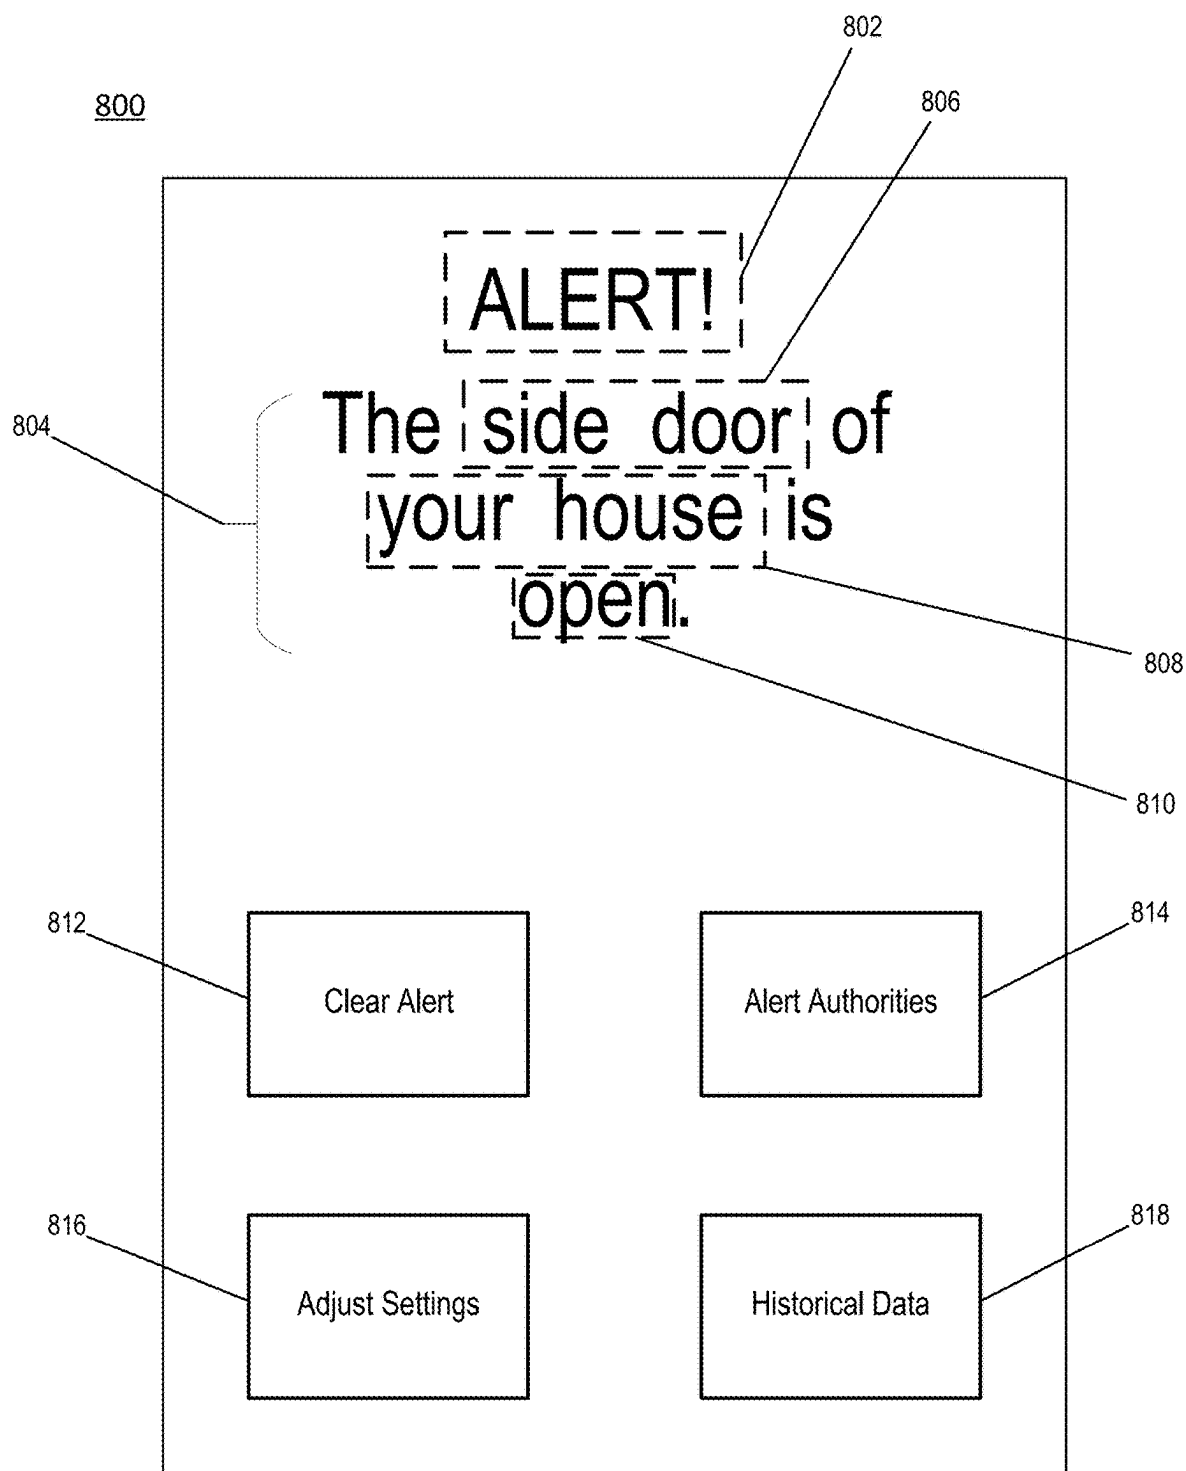 802
806
800
ALERT!
804
The side door of
your house is
open.
808
810
812
814
Clear Alert
Alert Authorities
816
818
Adjust Settings
Historical Data